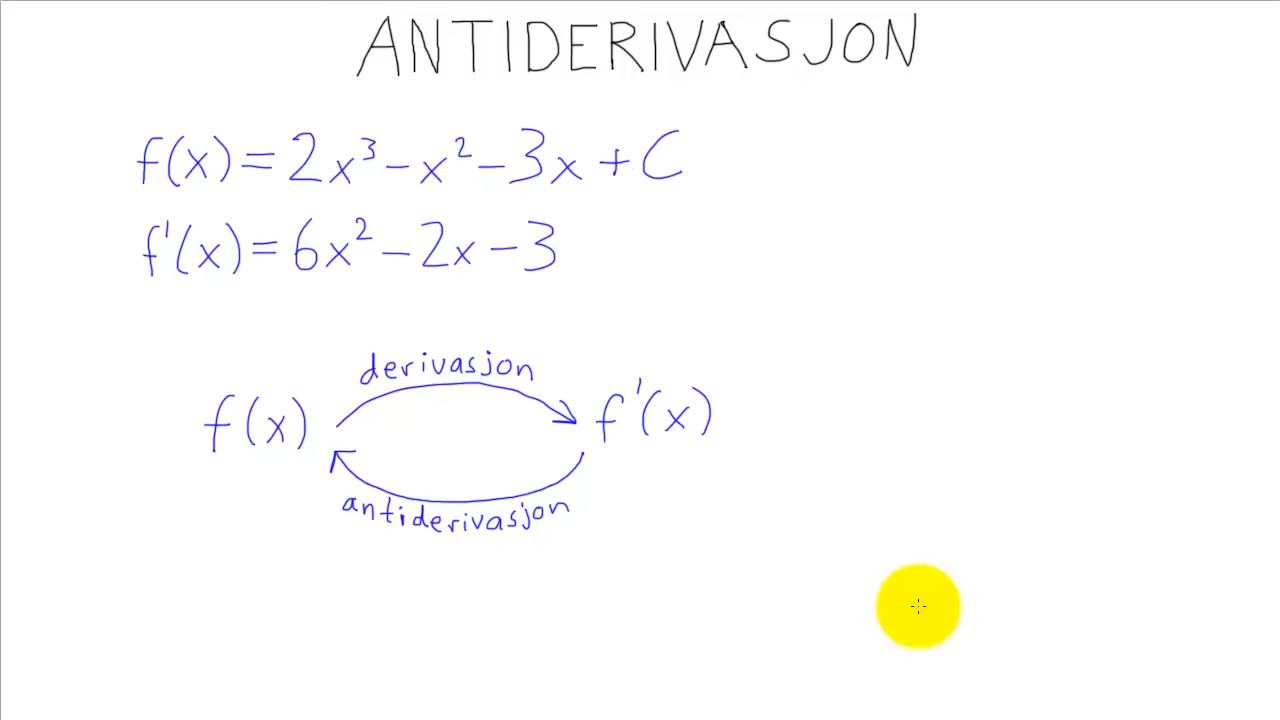 ANTIDERIVASJON
f(x) = 2x³ - x² - 3x + C
f'(x) = 6x² - 2x - 3
derivasjon
f(x) f'(x)
antiderivasjon